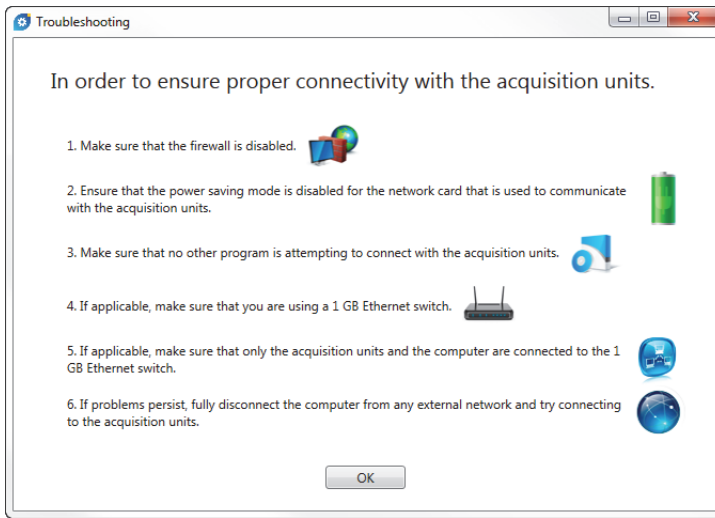 Troubleshooting
In order to ensure proper connectivity with the acquisition units.
1. Make sure that the firewall is disabled.
2. Ensure that the power saving mode is disabled for the network card that is used to communicate
with the acquisition units.
3. Make sure that no other program is attempting to connect with the acquisition units.
4. If applicable, make sure that you are using a 1 GB Ethernet switch.
5. If applicable, make sure that only the acquisition units and the computer are connected to the 1
GB Ethernet switch.
6. If problems persist, fully disconnect the computer from any external network and try connecting
to the acquisition units.
OK